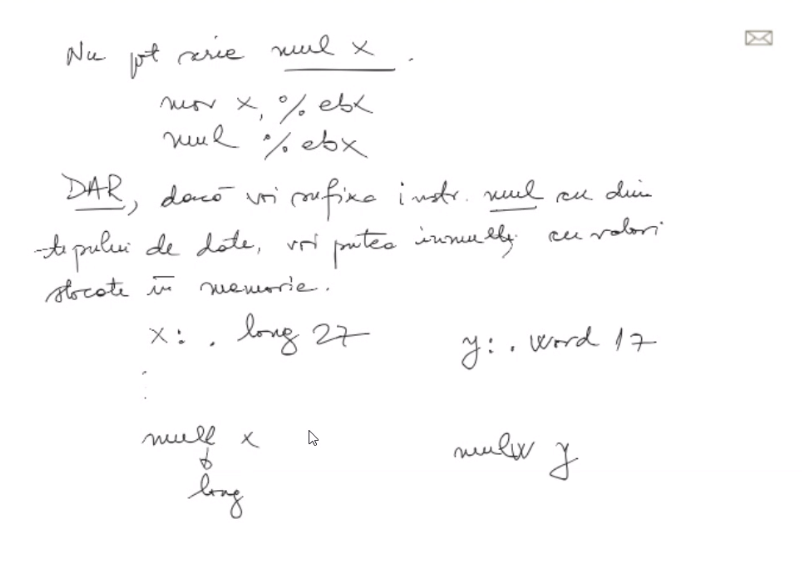 Nu pot scrie mul x .
mov x, %ebx
mul %ebx
DAR, dacă voi sufixa instr. mul cu dim
tipului de date, voi putea înmulți cu valori
stocate în memorie.
x: . long 27 y: . word 17
:
mull x mulw y
long